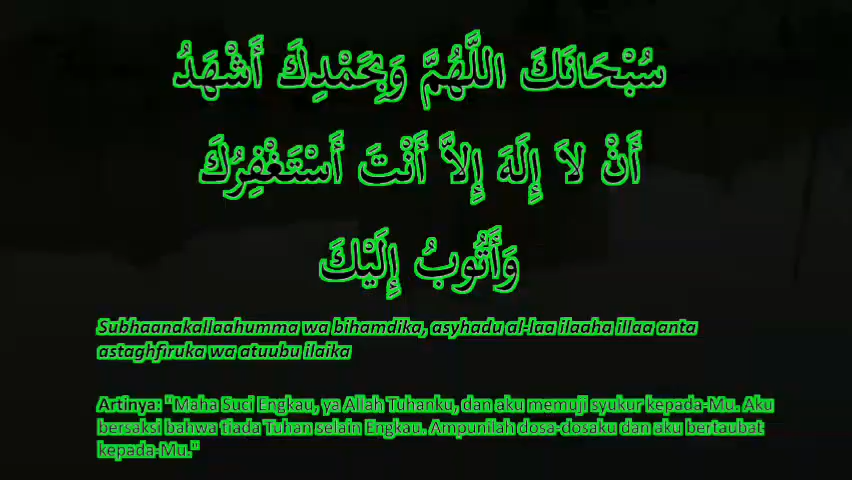 سُبْحَانَكَ اللَّهُمَّ وَبِحَمْدِكَ أَشْهَدُ
أَنْ لاَ إِلَهَ إِلاَّ أَنْتَ أَسْتَغْفِرُكَ
وَأَتُوبُ إِلَيْكَ
Subhaanakallaahumma wa bihamdika, asyhadu al-laa ilaaha illaa anta
astaghfiruka wa atuubu ilaika
Artinya: "Maha Suci Engkau, ya Allah Tuhanku, dan aku memuji syukur kepada-Mu. Aku
bersaksi bahwa tiada Tuhan selain Engkau. Ampunilah dosa-dosaku dan aku bertaubat
kepada-Mu."